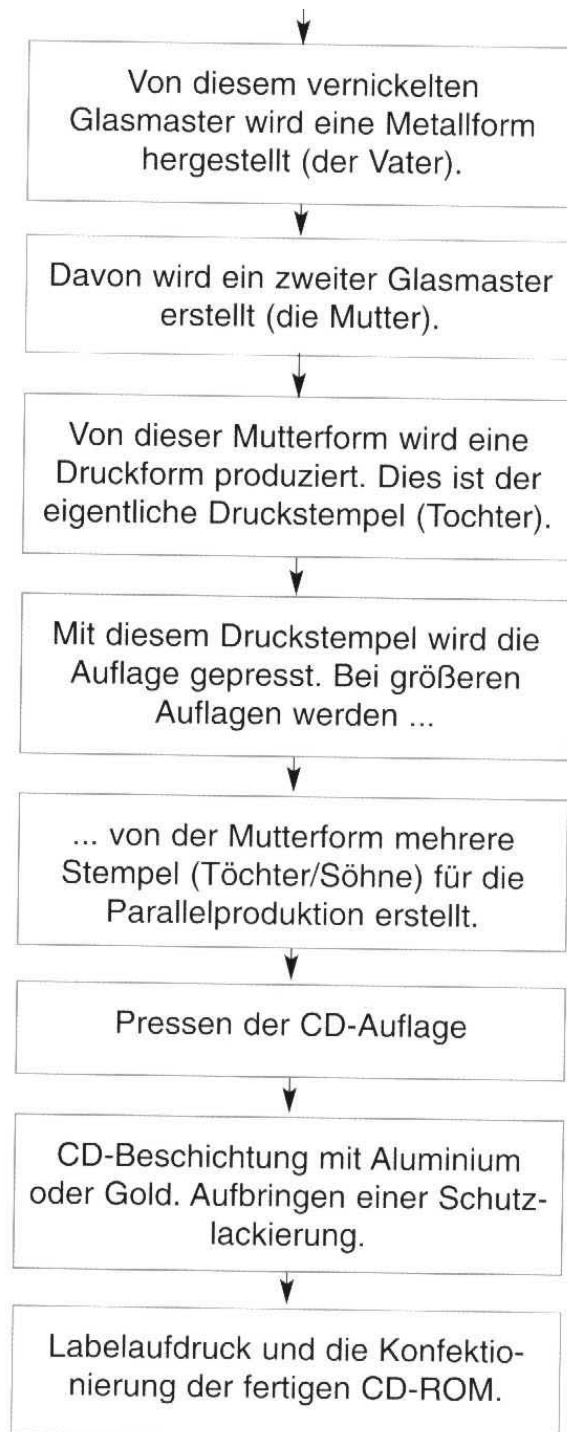 Von diesem vernickelten
Glasmaster wird eine Metallform
hergestellt (der Vater).
Davon wird ein zweiter Glasmaster
erstellt (die Mutter).
Von dieser Mutterform wird eine
Druckform produziert. Dies ist der
eigentliche Druckstempel (Tochter).
Mit diesem Druckstempel wird die
Auflage gepresst. Bei größeren
Auflagen werden ...
... von der Mutterform mehrere
Stempel (Töchter/Söhne) für die
Parallelproduktion erstellt.
Pressen der CD-Auflage
CD-Beschichtung mit Aluminium
oder Gold. Aufbringen einer Schutz-
lackierung.
Labelaufdruck und die Konfektio-
nierung der fertigen CD-ROM.